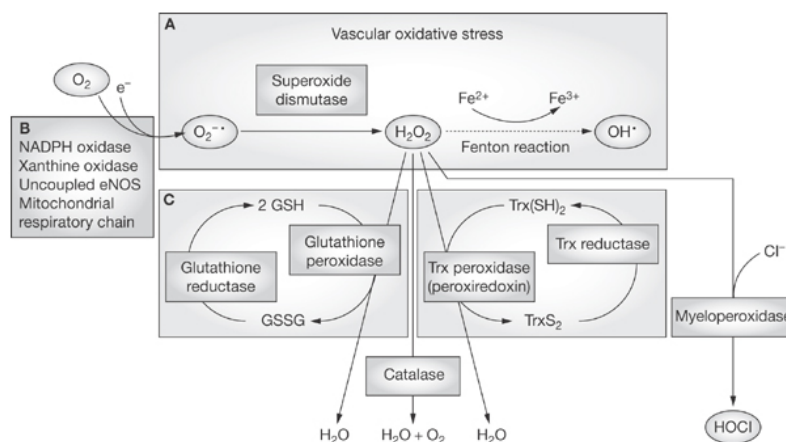 A
Vascular oxidative stress
O₂
e⁻
Superoxide
dismutase
Fe²⁺
Fe³⁺
O₂⁻•
H₂O₂
OH•
Fenton reaction
B
NADPH oxidase
Xanthine oxidase
Uncoupled eNOS
Mitochondrial
respiratory chain
C
2 GSH
Glutathione
peroxidase
Glutathione
reductase
GSSG
Trx(SH)₂
Trx reductase
Trx peroxidase
(peroxiredoxin)
TrxS₂
Cl⁻
Myeloperoxidase
Catalase
H₂O
H₂O + O₂
H₂O
HOCl